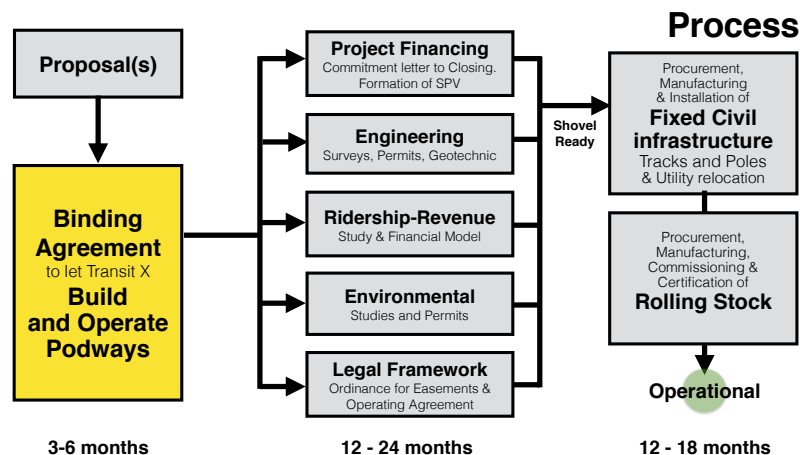 Process
Proposal(s)
Binding
Agreement
to let Transit X
Build
and Operate
Podways
3-6 months
Project Financing
Commitment letter to Closing.
Formation of SPV
Engineering
Surveys, Permits, Geotechnic
Ridership-Revenue
Study & Financial Model
Environmental
Studies and Permits
Legal Framework
Ordinance for Easements &
Operating Agreement
12 - 24 months
Shovel
Ready
Procurement,
Manufacturing
& Installation of
Fixed Civil
infrastructure
Tracks and Poles
& Utility relocation
Procurement,
Manufacturing,
Commissioning &
Certification of
Rolling Stock
Operational
12 - 18 months